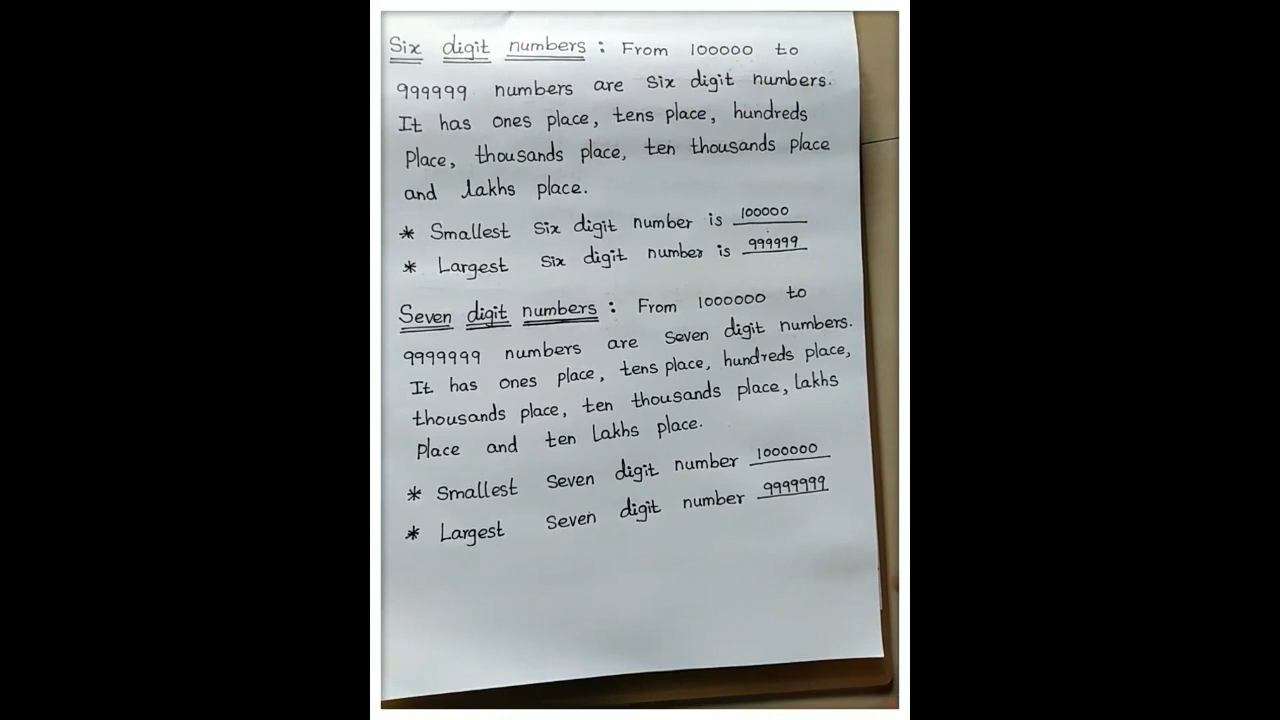 Six digit numbers : From 100000 to
999999 numbers are six digit numbers.
It has ones place, tens place, hundreds
place, thousands place, ten thousands place
and lakhs place.
* Smallest six digit number is 100000
* Largest six digit number is 999999
Seven digit numbers : From 1000000 to
9999999 numbers are seven digit numbers.
It has ones place, tens place, hundreds place,
thousands place, ten thousands place, lakhs
place and ten lakhs place.
* Smallest seven digit number 1000000
* Largest seven digit number 9999999